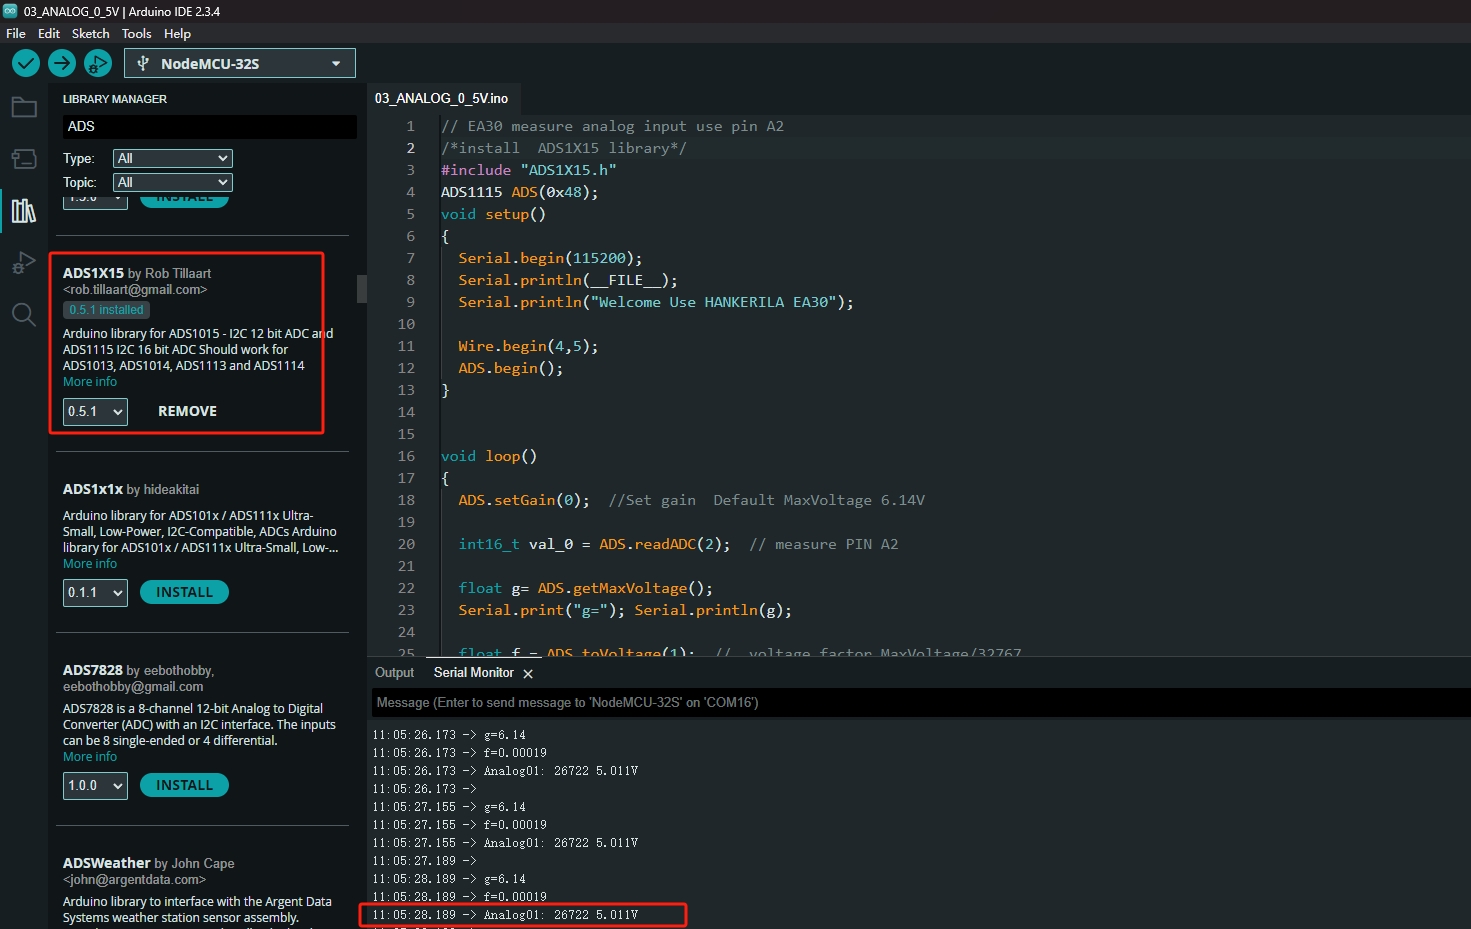 03_ANALOG_0_5V | Arduino IDE 2.3.4
File Edit Sketch Tools Help
NodeMCU-32S
LIBRARY MANAGER
ADS
Type: All
Topic: All
INSTALL
ADS1X15 by Rob Tillaart
<rob.tillaart@gmail.com>
0.5.1 installed
Arduino library for ADS1015 - I2C 12 bit ADC and
ADS1115 I2C 16 bit ADC Should work for
ADS1013, ADS1014, ADS1113 and ADS1114
More info
0.5.1 REMOVE
ADS1x1x by hideakitai
Arduino library for ADS101x / ADS111x Ultra-
Small, Low-Power, I2C-Compatible, ADCs Arduino
library for ADS101x / ADS111x Ultra-Small, Low-...
More info
0.1.1 INSTALL
ADS7828 by eebothobby,
eebothobby@gmail.com
ADS7828 is a 8-channel 12-bit Analog to Digital
Converter (ADC) with an I2C interface. The inputs
can be 8 single-ended or 4 differential.
More info
1.0.0 INSTALL
ADSWeather by John Cape
<john@argentdata.com>
Arduino library to interface with the Argent Data
Systems weather station sensor assembly.
03_ANALOG_0_5V.ino
1 // EA30 measure analog input use pin A2
2 /*install  ADS1X15 library*/
3 #include "ADS1X15.h"
4 ADS1115 ADS(0x48);
5 void setup()
6 {
7 Serial.begin(115200);
8 Serial.println(__FILE__);
9 Serial.println("Welcome Use HANKERILA EA30");
10
11 Wire.begin(4,5);
12 ADS.begin();
13 }
14
15
16 void loop()
17 {
18 ADS.setGain(0);  //Set gain  Default MaxVoltage 6.14V
19
20 int16_t val_0 = ADS.readADC(2);  // measure PIN A2
21
22 float g= ADS.getMaxVoltage();
23 Serial.print("g="); Serial.println(g);
24
25 float f = ADS.toVoltage(1);  //  voltage factor MaxVoltage/32767
Output Serial Monitor
Message (Enter to send message to 'NodeMCU-32S' on 'COM16')
11:05:26.173 -> g=6.14
11:05:26.173 -> f=0.00019
11:05:26.173 -> Analog01: 26722 5.011V
11:05:26.173 ->
11:05:27.155 -> g=6.14
11:05:27.155 -> f=0.00019
11:05:27.155 -> Analog01: 26722 5.011V
11:05:27.189 ->
11:05:28.189 -> g=6.14
11:05:28.189 -> f=0.00019
11:05:28.189 -> Analog01: 26722 5.011V